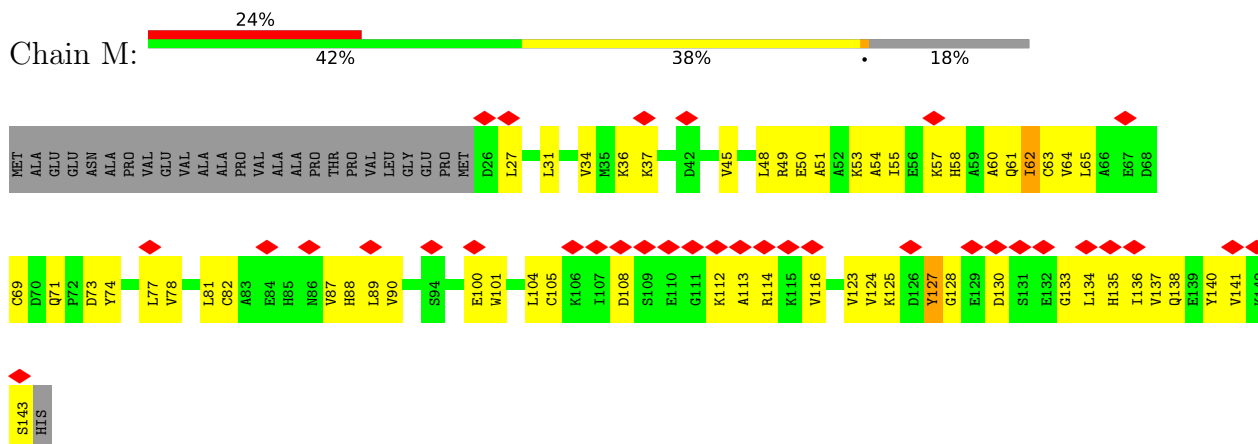 24%
Chain M:
42% 38% • 18%
MET ALA GLU GLU ASN ALA PRO VAL GLU VAL ALA ALA PRO VAL ALA ALA PRO THR PRO VAL LEU GLY GLU PRO MET D26 L27 L31 V34 M35 K36 K37 D42 V45 L48 R49 E50 A51 A52 K53 A54 I55 E56 K57 H58 A59 A60 Q61 I62 C63 V64 L65 A66 E67 D68
C69 D70 Q71 P72 D73 Y74 L77 V78 L81 C82 A83 E84 H85 N86 V87 H88 L89 V90 S94 E100 W101 L104 C105 K106 I107 D108 S109 E110 G111 K112 A113 R114 K115 V116 V123 V124 K125 D126 Y127 G128 E129 D130 S131 E132 G133 L134 H135 I136 V137 Q138 E139 Y140 V141
S143 HIS